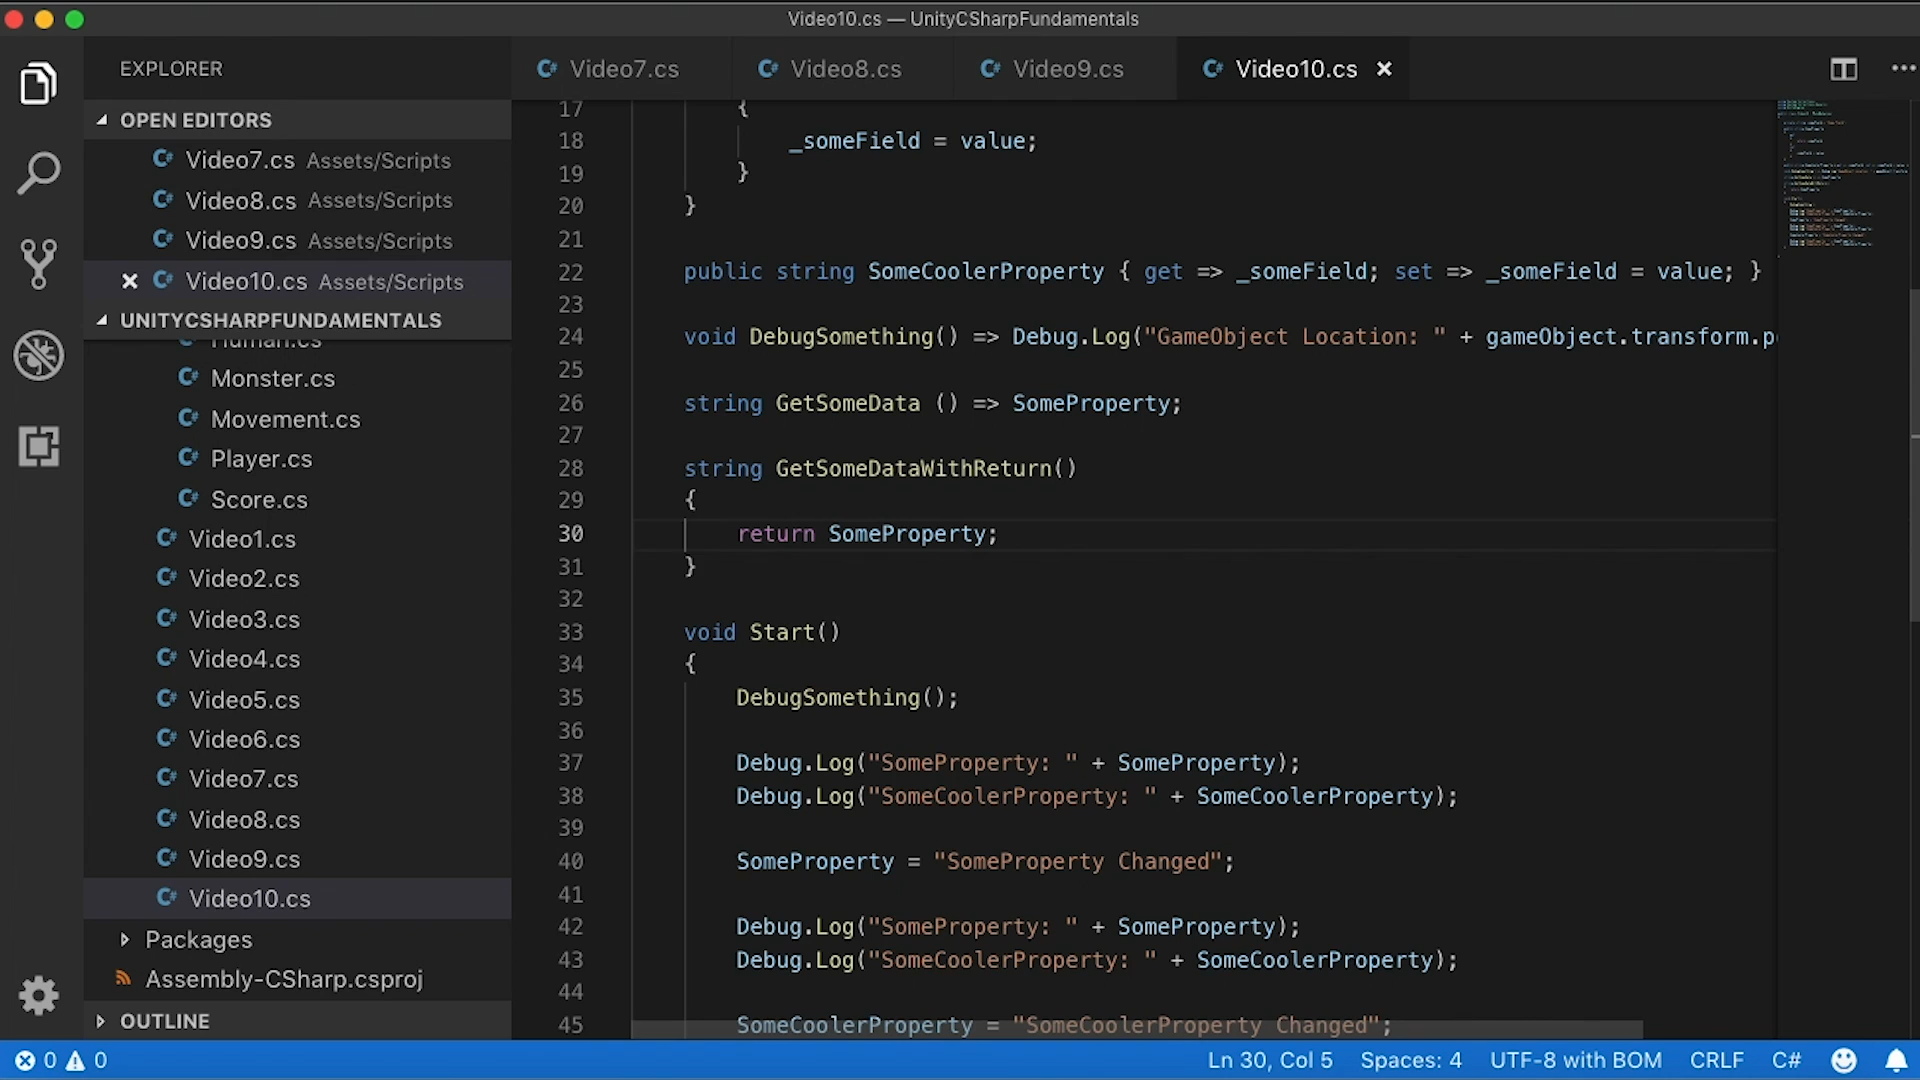 Video10.cs — UnityCSharpFundamentals
EXPLORER
OPEN EDITORS
Video7.cs Assets/Scripts
Video8.cs Assets/Scripts
Video9.cs Assets/Scripts
Video10.cs Assets/Scripts
UNITYCSHARPFUNDAMENTALS
Human.cs
Monster.cs
Movement.cs
Player.cs
Score.cs
Video1.cs
Video2.cs
Video3.cs
Video4.cs
Video5.cs
Video6.cs
Video7.cs
Video8.cs
Video9.cs
Video10.cs
Packages
Assembly-CSharp.csproj
OUTLINE
Video7.cs Video8.cs Video9.cs Video10.cs
17 {
18 _someField = value;
19 }
20 }
21
22 public string SomeCoolerProperty { get => _someField; set => _someField = value; }
23
24 void DebugSomething() => Debug.Log("GameObject Location: " + gameObject.transform.po
25
26 string GetSomeData () => SomeProperty;
27
28 string GetSomeDataWithReturn()
29 {
30 return SomeProperty;
31 }
32
33 void Start()
34 {
35 DebugSomething();
36
37 Debug.Log("SomeProperty: " + SomeProperty);
38 Debug.Log("SomeCoolerProperty: " + SomeCoolerProperty);
39
40 SomeProperty = "SomeProperty Changed";
41
42 Debug.Log("SomeProperty: " + SomeProperty);
43 Debug.Log("SomeCoolerProperty: " + SomeCoolerProperty);
44
45 SomeCoolerProperty = "SomeCoolerProperty Changed";
0 0 Ln 30, Col 5 Spaces: 4 UTF-8 with BOM CRLF C#